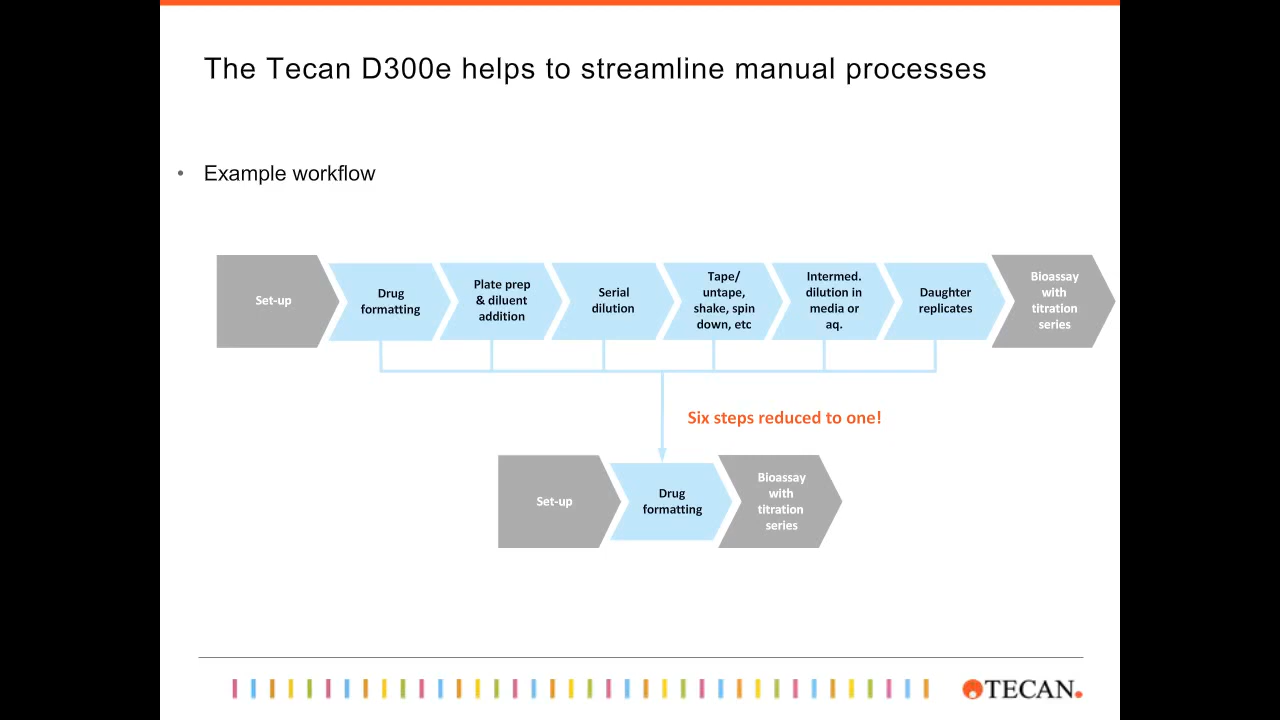 The Tecan D300e helps to streamline manual processes
• Example workflow
Set-up
Drug
formatting
Plate prep
& diluent
addition
Serial
dilution
Tape/
untape,
shake, spin
down, etc
Intermed.
dilution in
media or
aq.
Daughter
replicates
Bioassay
with
titration
series
Six steps reduced to one!
Set-up
Drug
formatting
Bioassay
with
titration
series
TECAN.